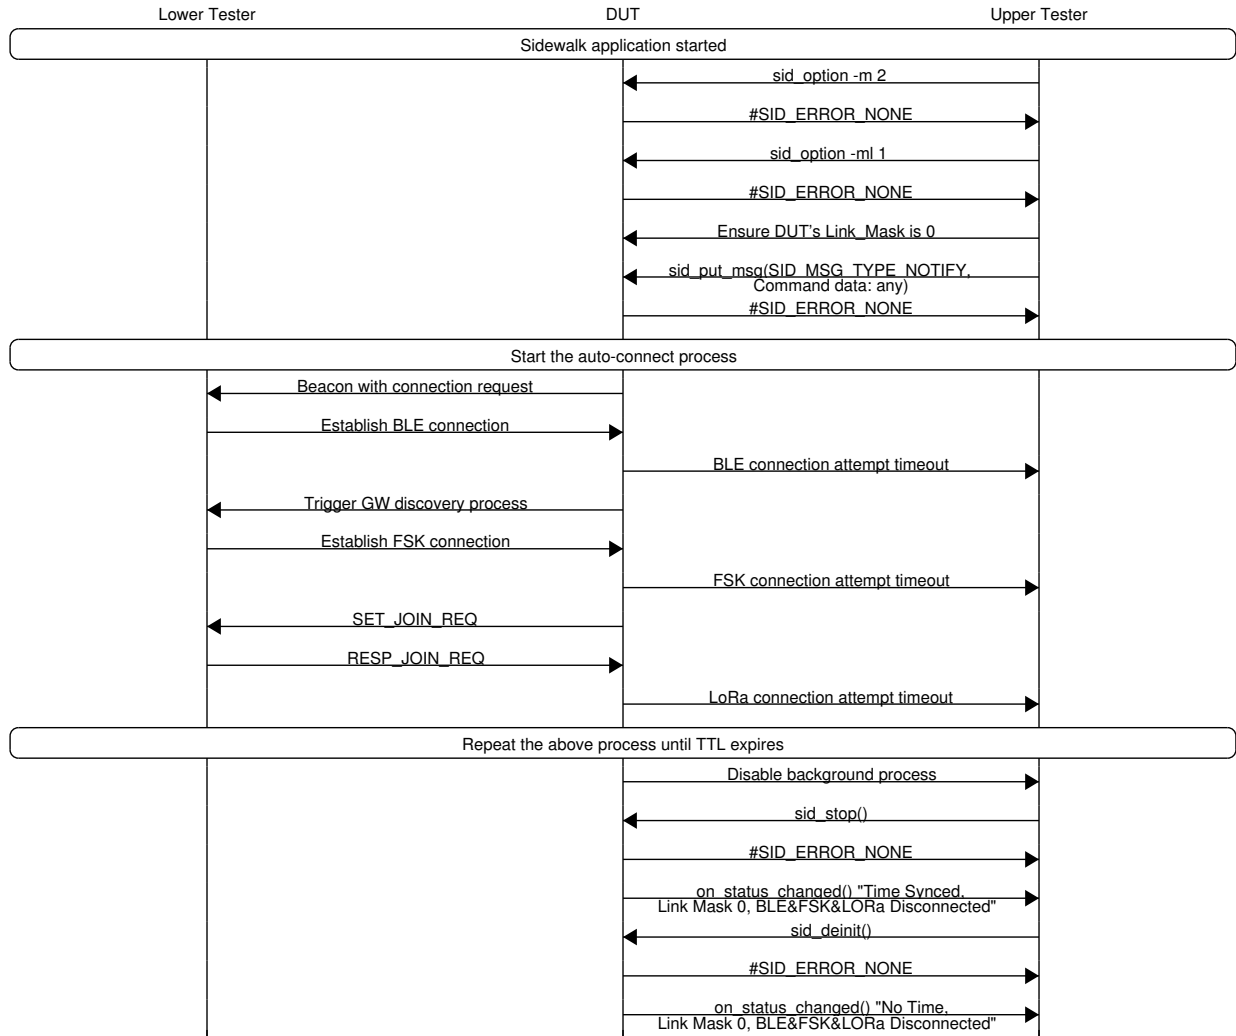 Lower Tester DUT Upper Tester
Sidewalk application started
sid_option -m 2
#SID_ERROR_NONE
sid_option -ml 1
#SID_ERROR_NONE
Ensure DUT's Link_Mask is 0
sid_put_msg(SID_MSG_TYPE_NOTIFY,
Command data: any)
#SID_ERROR_NONE
Start the auto-connect process
Beacon with connection request
Establish BLE connection
BLE connection attempt timeout
Trigger GW discovery process
Establish FSK connection
FSK connection attempt timeout
SET_JOIN_REQ
RESP_JOIN_REQ
LoRa connection attempt timeout
Repeat the above process until TTL expires
Disable background process
sid_stop()
#SID_ERROR_NONE
on_status_changed() "Time Synced,
Link Mask 0, BLE&FSK&LORa Disconnected"
sid_deinit()
#SID_ERROR_NONE
on_status_changed() "No Time,
Link Mask 0, BLE&FSK&LORa Disconnected"